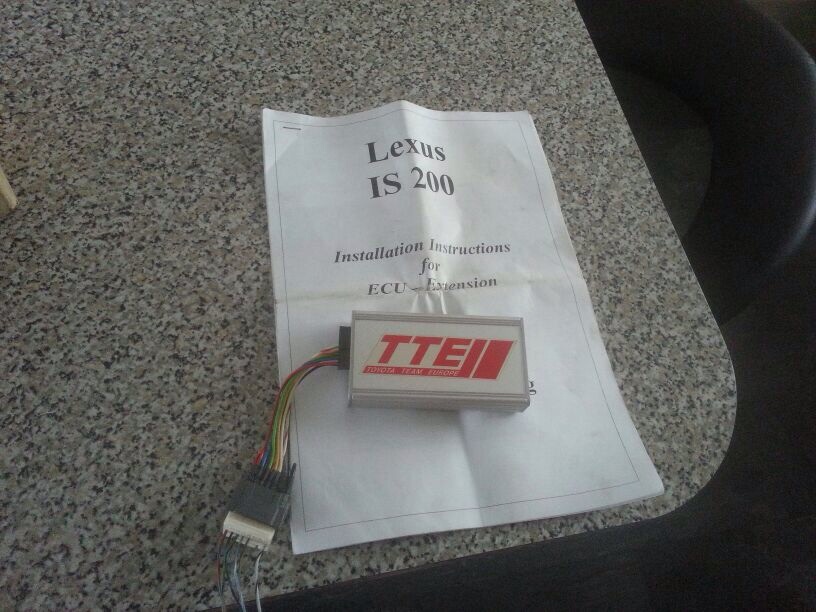 Lexus
IS 200
Installation Instructions
for
ECU – Extension
TTE
TOYOTA TEAM EUROPE